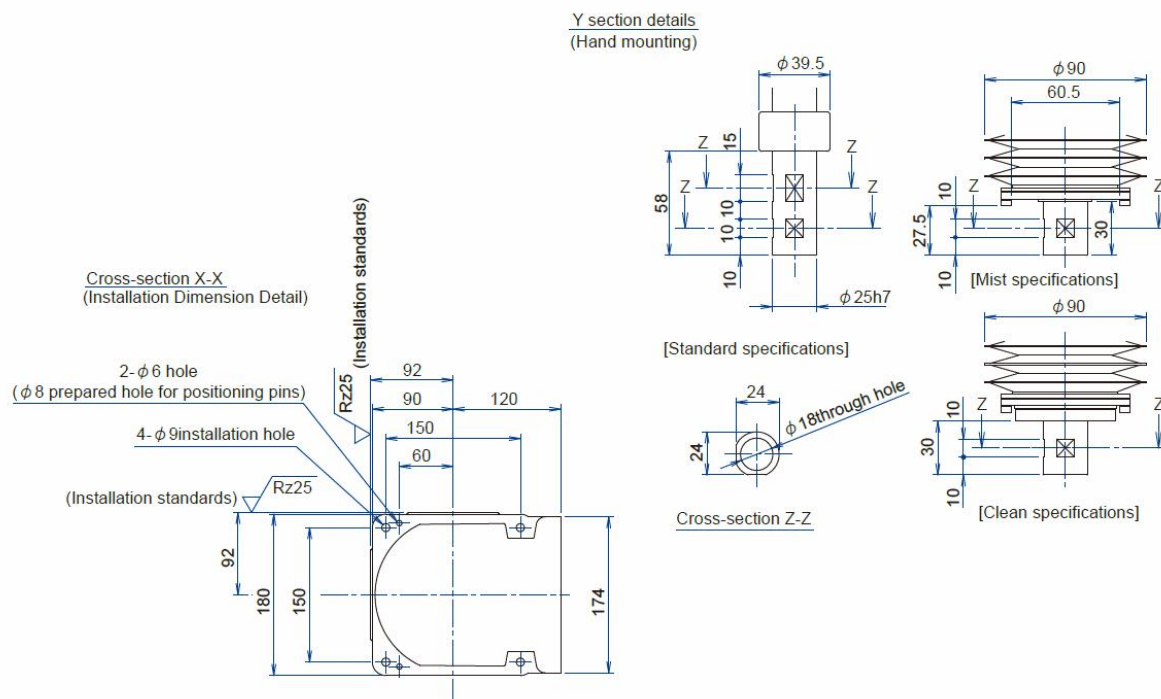 Y section details
(Hand mounting)
φ39.5
15
Z
Z
Z
Z
58
10
10
10
φ25h7
[Standard specifications]
φ90
60.5
10
Z
Z
27.5
30
10
[Mist specifications]
φ90
10
Z
Z
30
10
[Clean specifications]
24
φ18through hole
24
Cross-section Z-Z
Cross-section X-X
(Installation Dimension Detail)
(Installation standards)
Rz25
2-φ6 hole
(φ8 prepared hole for positioning pins)
4-φ9installation hole
92
90
120
150
60
(Installation standards)
Rz25
92
180
150
174